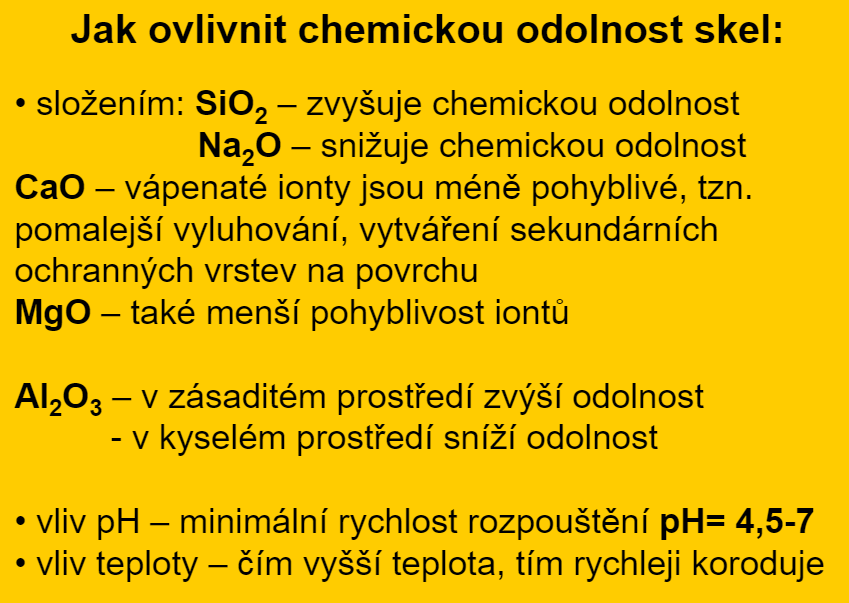 Jak ovlivnit chemickou odolnost skel:
• složením: SiO₂ – zvyšuje chemickou odolnost
Na₂O – snižuje chemickou odolnost
CaO – vápenaté ionty jsou méně pohyblivé, tzn.
pomalejší vyluhování, vytváření sekundárních
ochranných vrstev na povrchu
MgO – také menší pohyblivost iontů
Al₂O₃ – v zásaditém prostředí zvýší odolnost
- v kyselém prostředí sníží odolnost
• vliv pH – minimální rychlost rozpouštění pH= 4,5-7
• vliv teploty – čím vyšší teplota, tím rychleji koroduje